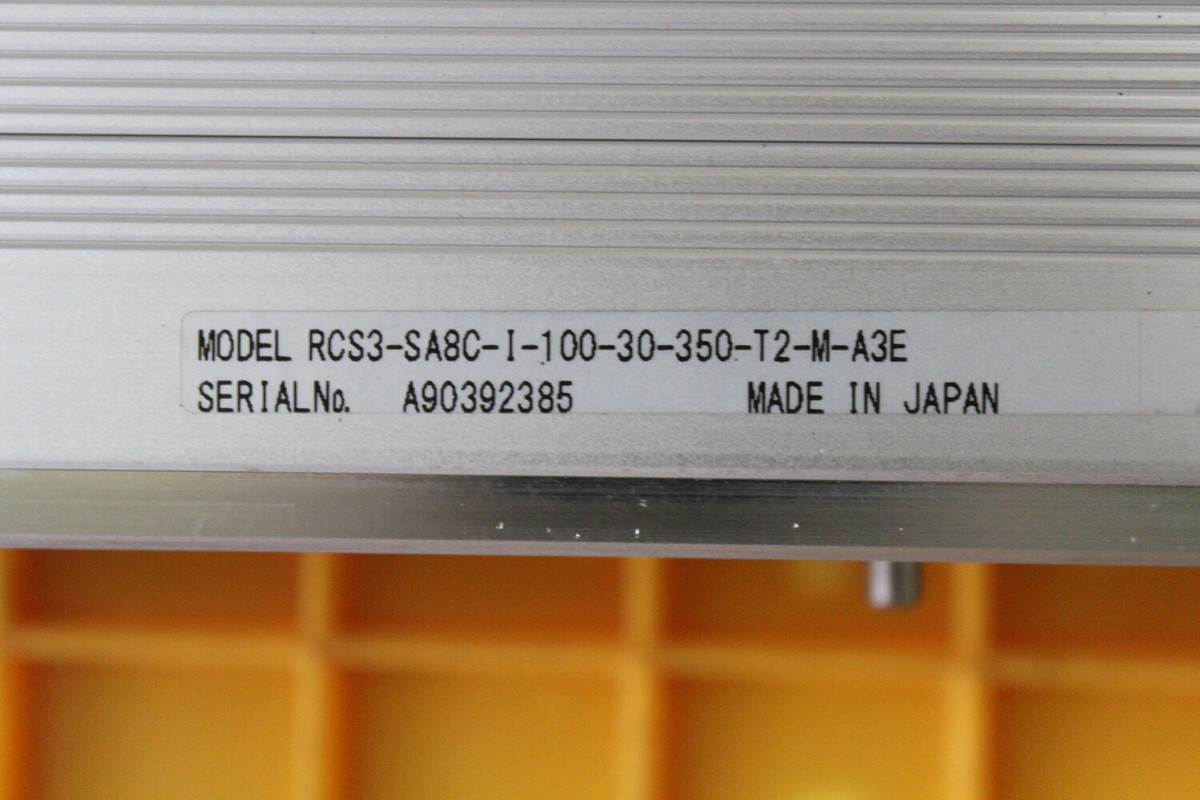 MODEL RCS3-SA8C-I-100-30-350-T2-M-A3E
SERIALNo. A90392385 MADE IN JAPAN